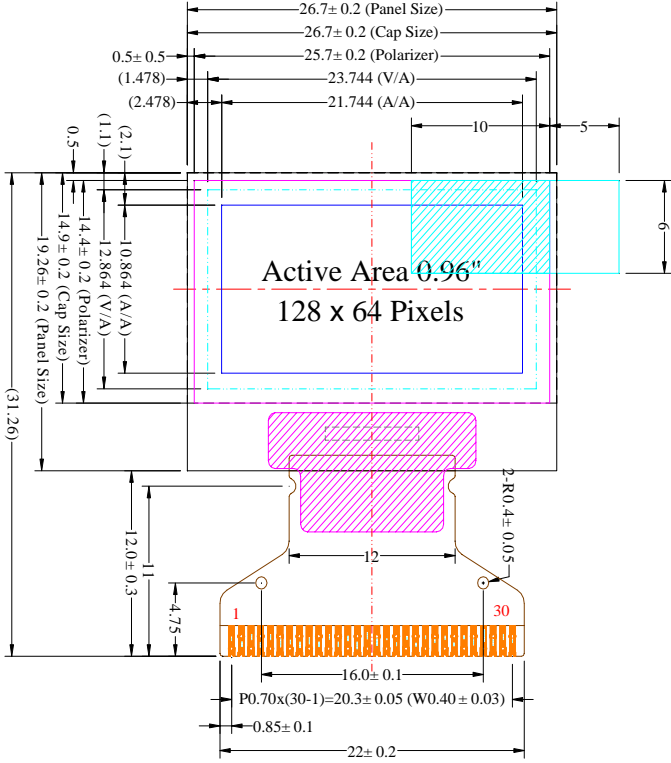 26.7± 0.2 (Panel Size)
26.7± 0.2 (Cap Size)
0.5± 0.5
25.7± 0.2 (Polarizer)
(1.478)
23.744 (V/A)
(2.478)
21.744 (A/A)
10
5
0.5
(1.1)
(2.1)
6
(31.26)
19.26± 0.2 (Panel Size)
14.9± 0.2 (Cap Size)
14.4± 0.2 (Polarizer)
12.864 (V/A)
10.864 (A/A)
Active Area 0.96"
128 x 64 Pixels
12.0± 0.3
11
4.75
12
2-R0.4± 0.05
1
30
16.0± 0.1
P0.70x(30-1)=20.3± 0.05 (W0.40± 0.03)
0.85± 0.1
22± 0.2